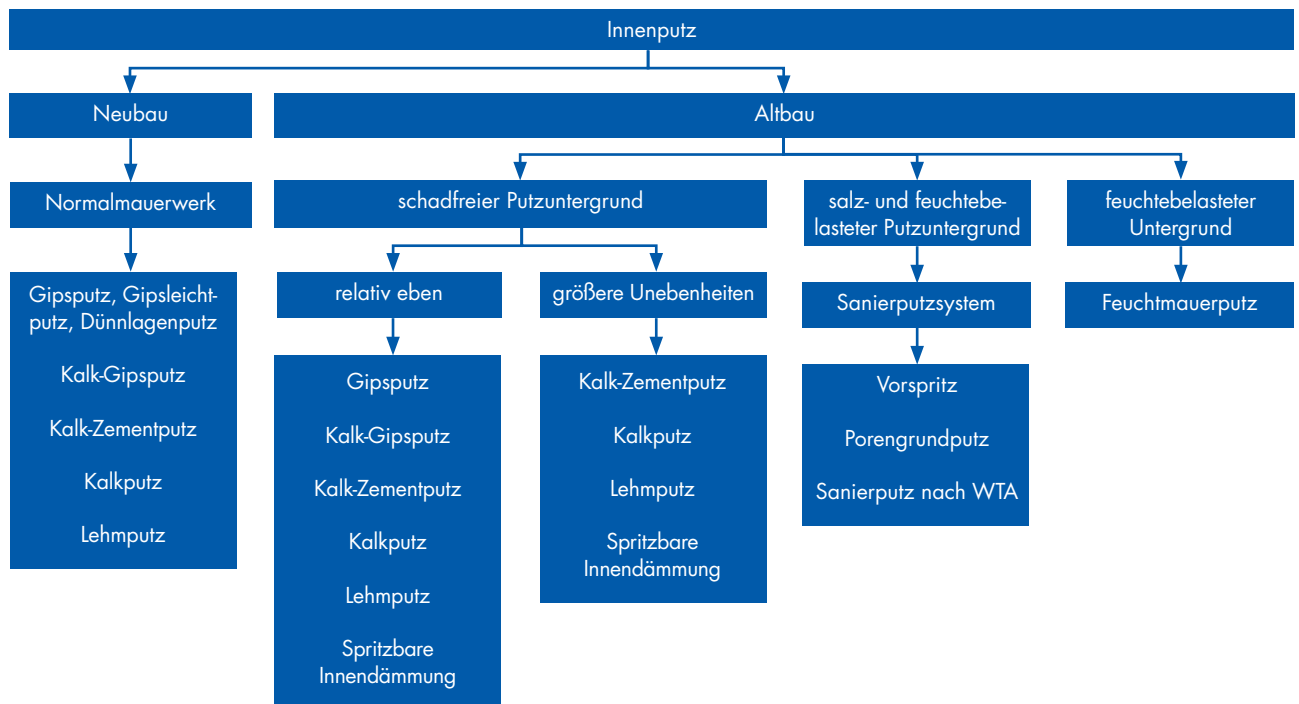 Innenputz
Neubau
Altbau
Normalmauerwerk
schadfreier Putzuntergrund
salz- und feuchtebe-
lasteter Putzuntergrund
feuchtebelasteter
Untergrund
Gipsputz, Gipsleicht-
putz, Dünnlagenputz
Kalk-Gipsputz
Kalk-Zementputz
Kalkputz
Lehmputz
relativ eben
größere Unebenheiten
Sanierputzsystem
Feuchtmauerputz
Gipsputz
Kalk-Gipsputz
Kalk-Zementputz
Kalkputz
Lehmputz
Spritzbare
Innendämmung
Kalk-Zementputz
Kalkputz
Lehmputz
Spritzbare
Innendämmung
Vorspritz
Porengrundputz
Sanierputz nach WTA